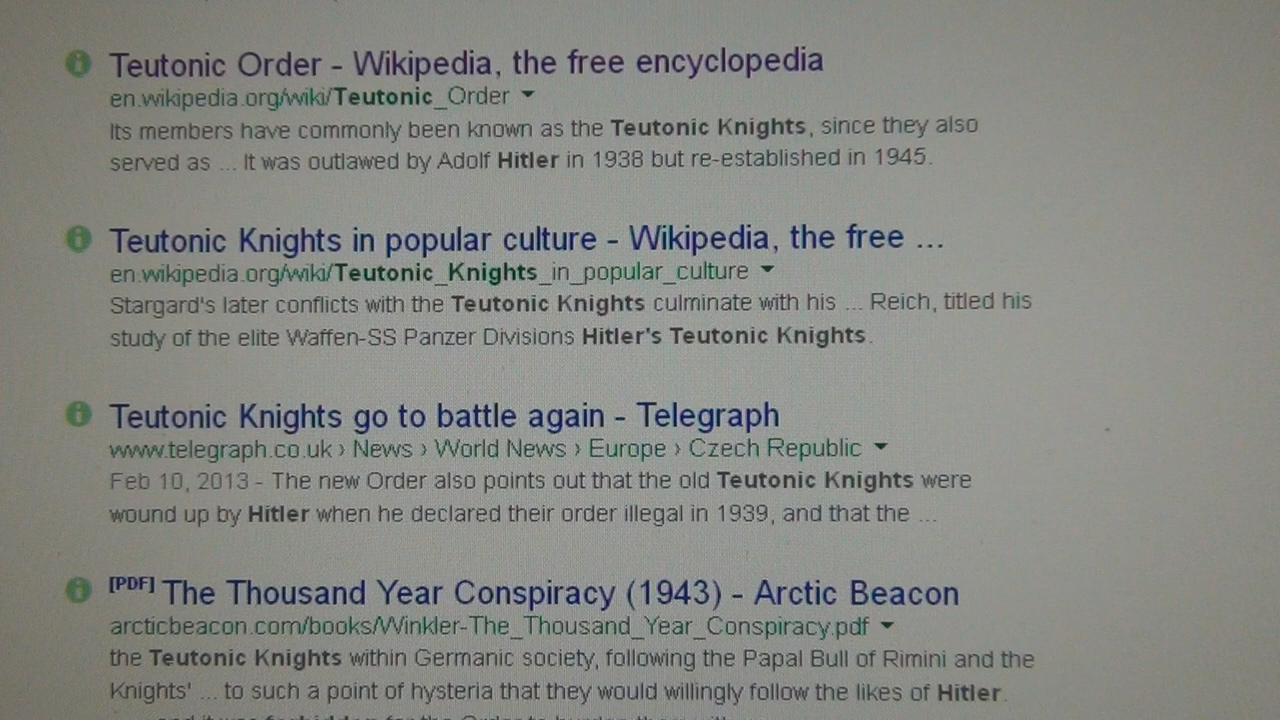 Teutonic Order - Wikipedia, the free encyclopedia
en.wikipedia.org/wiki/Teutonic_Order
Its members have commonly been known as the Teutonic Knights, since they also
served as ... It was outlawed by Adolf Hitler in 1938 but re-established in 1945.
Teutonic Knights in popular culture - Wikipedia, the free ...
en.wikipedia.org/wiki/Teutonic_Knights_in_popular_culture
Stargard's later conflicts with the Teutonic Knights culminate with his ... Reich, titled his
study of the elite Waffen-SS Panzer Divisions Hitler's Teutonic Knights.
Teutonic Knights go to battle again - Telegraph
www.telegraph.co.uk › News › World News › Europe › Czech Republic
Feb 10, 2013 - The new Order also points out that the old Teutonic Knights were
wound up by Hitler when he declared their order illegal in 1939, and that the ...
[PDF] The Thousand Year Conspiracy (1943) - Arctic Beacon
arcticbeacon.com/books/Winkler-The_Thousand_Year_Conspiracy.pdf
the Teutonic Knights within Germanic society, following the Papal Bull of Rimini and the
Knights' ... to such a point of hysteria that they would willingly follow the likes of Hitler.